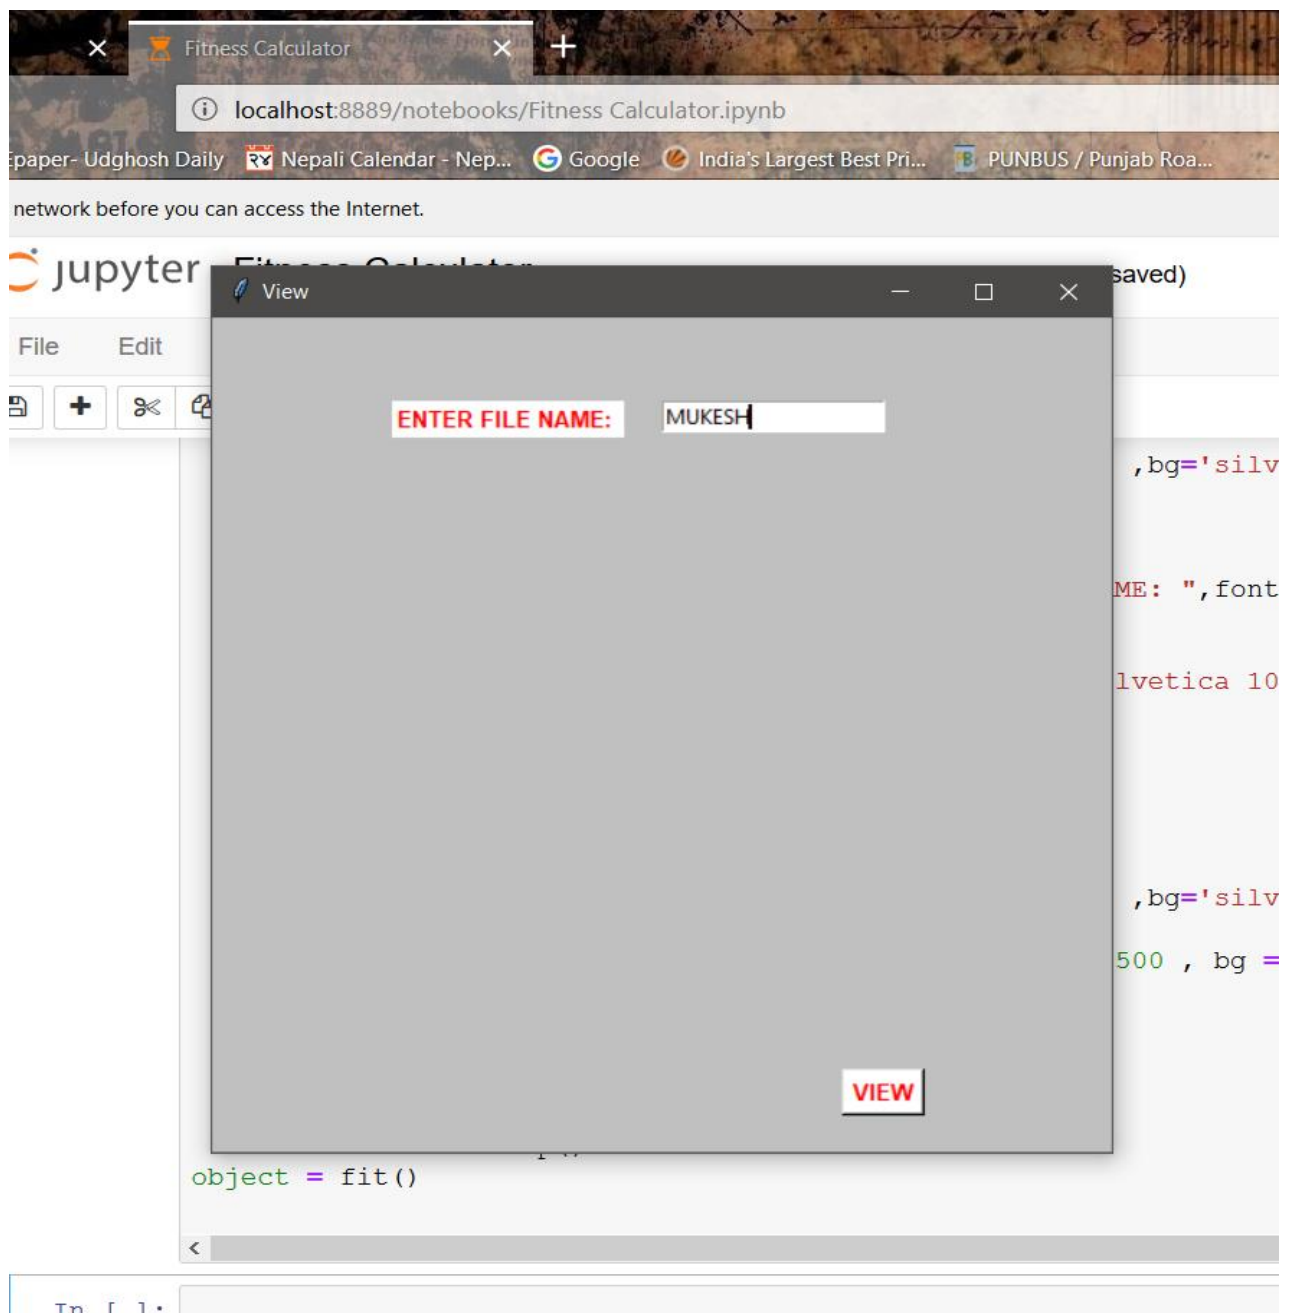 Fitness Calculator
localhost:8889/notebooks/Fitness Calculator.ipynb
Epaper- Udghosh Daily Nepali Calendar - Nep... Google India's Largest Best Pri... PUNBUS / Punjab Roa...
network before you can access the Internet.
jupyter Fitness Calculator saved)
View
File Edit
ENTER FILE NAME: MUKESH
,bg='silv
ME: ",font
lvetica 10
,bg='silv
500 , bg =
VIEW
object = fit()
In [ ]: